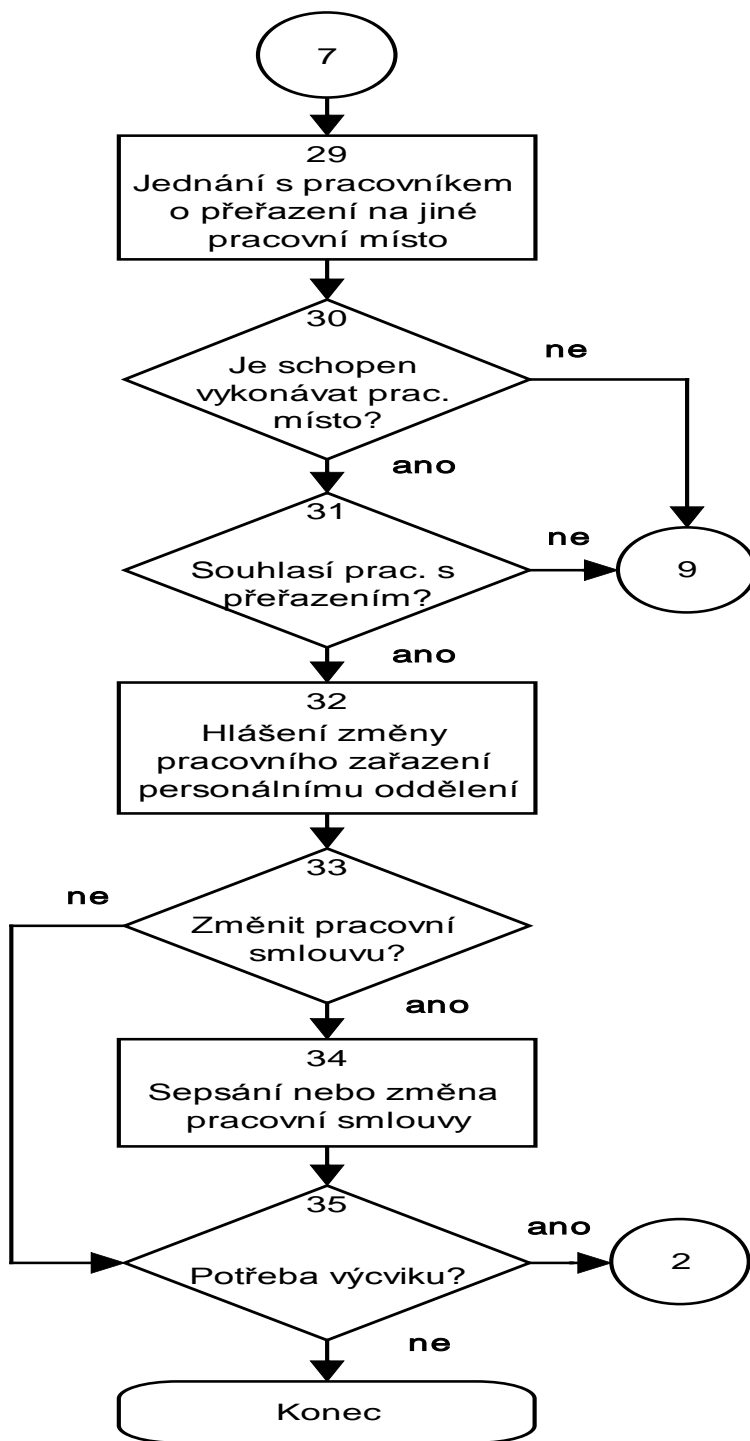 7
29
Jednání s pracovníkem
o přeřazení na jiné
pracovní místo
30
Je schopen
vykonávat prac.
místo?
ne
ano
31
Souhlasí prac. s
přeřazením?
ne
9
ano
32
Hlášení změny
pracovního zařazení
personálnímu oddělení
33
Změnit pracovní
smlouvu?
ne
ano
34
Sepsání nebo změna
pracovní smlouvy
35
Potřeba výcviku?
ano
2
ne
Konec